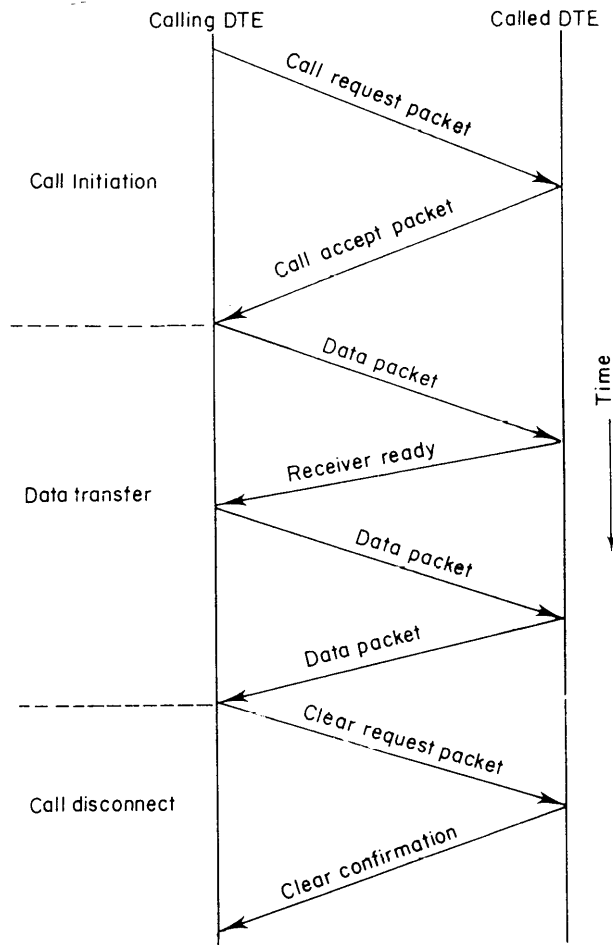 Calling DTE
Called DTE
Call request packet
Call Initiation
Call accept packet
Data packet
Time
Receiver ready
Data transfer
Data packet
Data packet
Clear request packet
Call disconnect
Clear confirmation